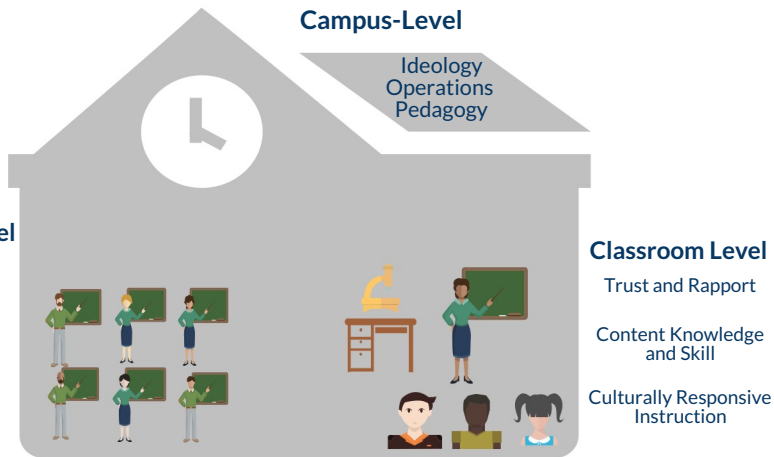 Campus-Level
Ideology
Operations
Pedagogy
Classroom Level
Trust and Rapport
Content Knowledge
and Skill
Culturally Responsive
Instruction